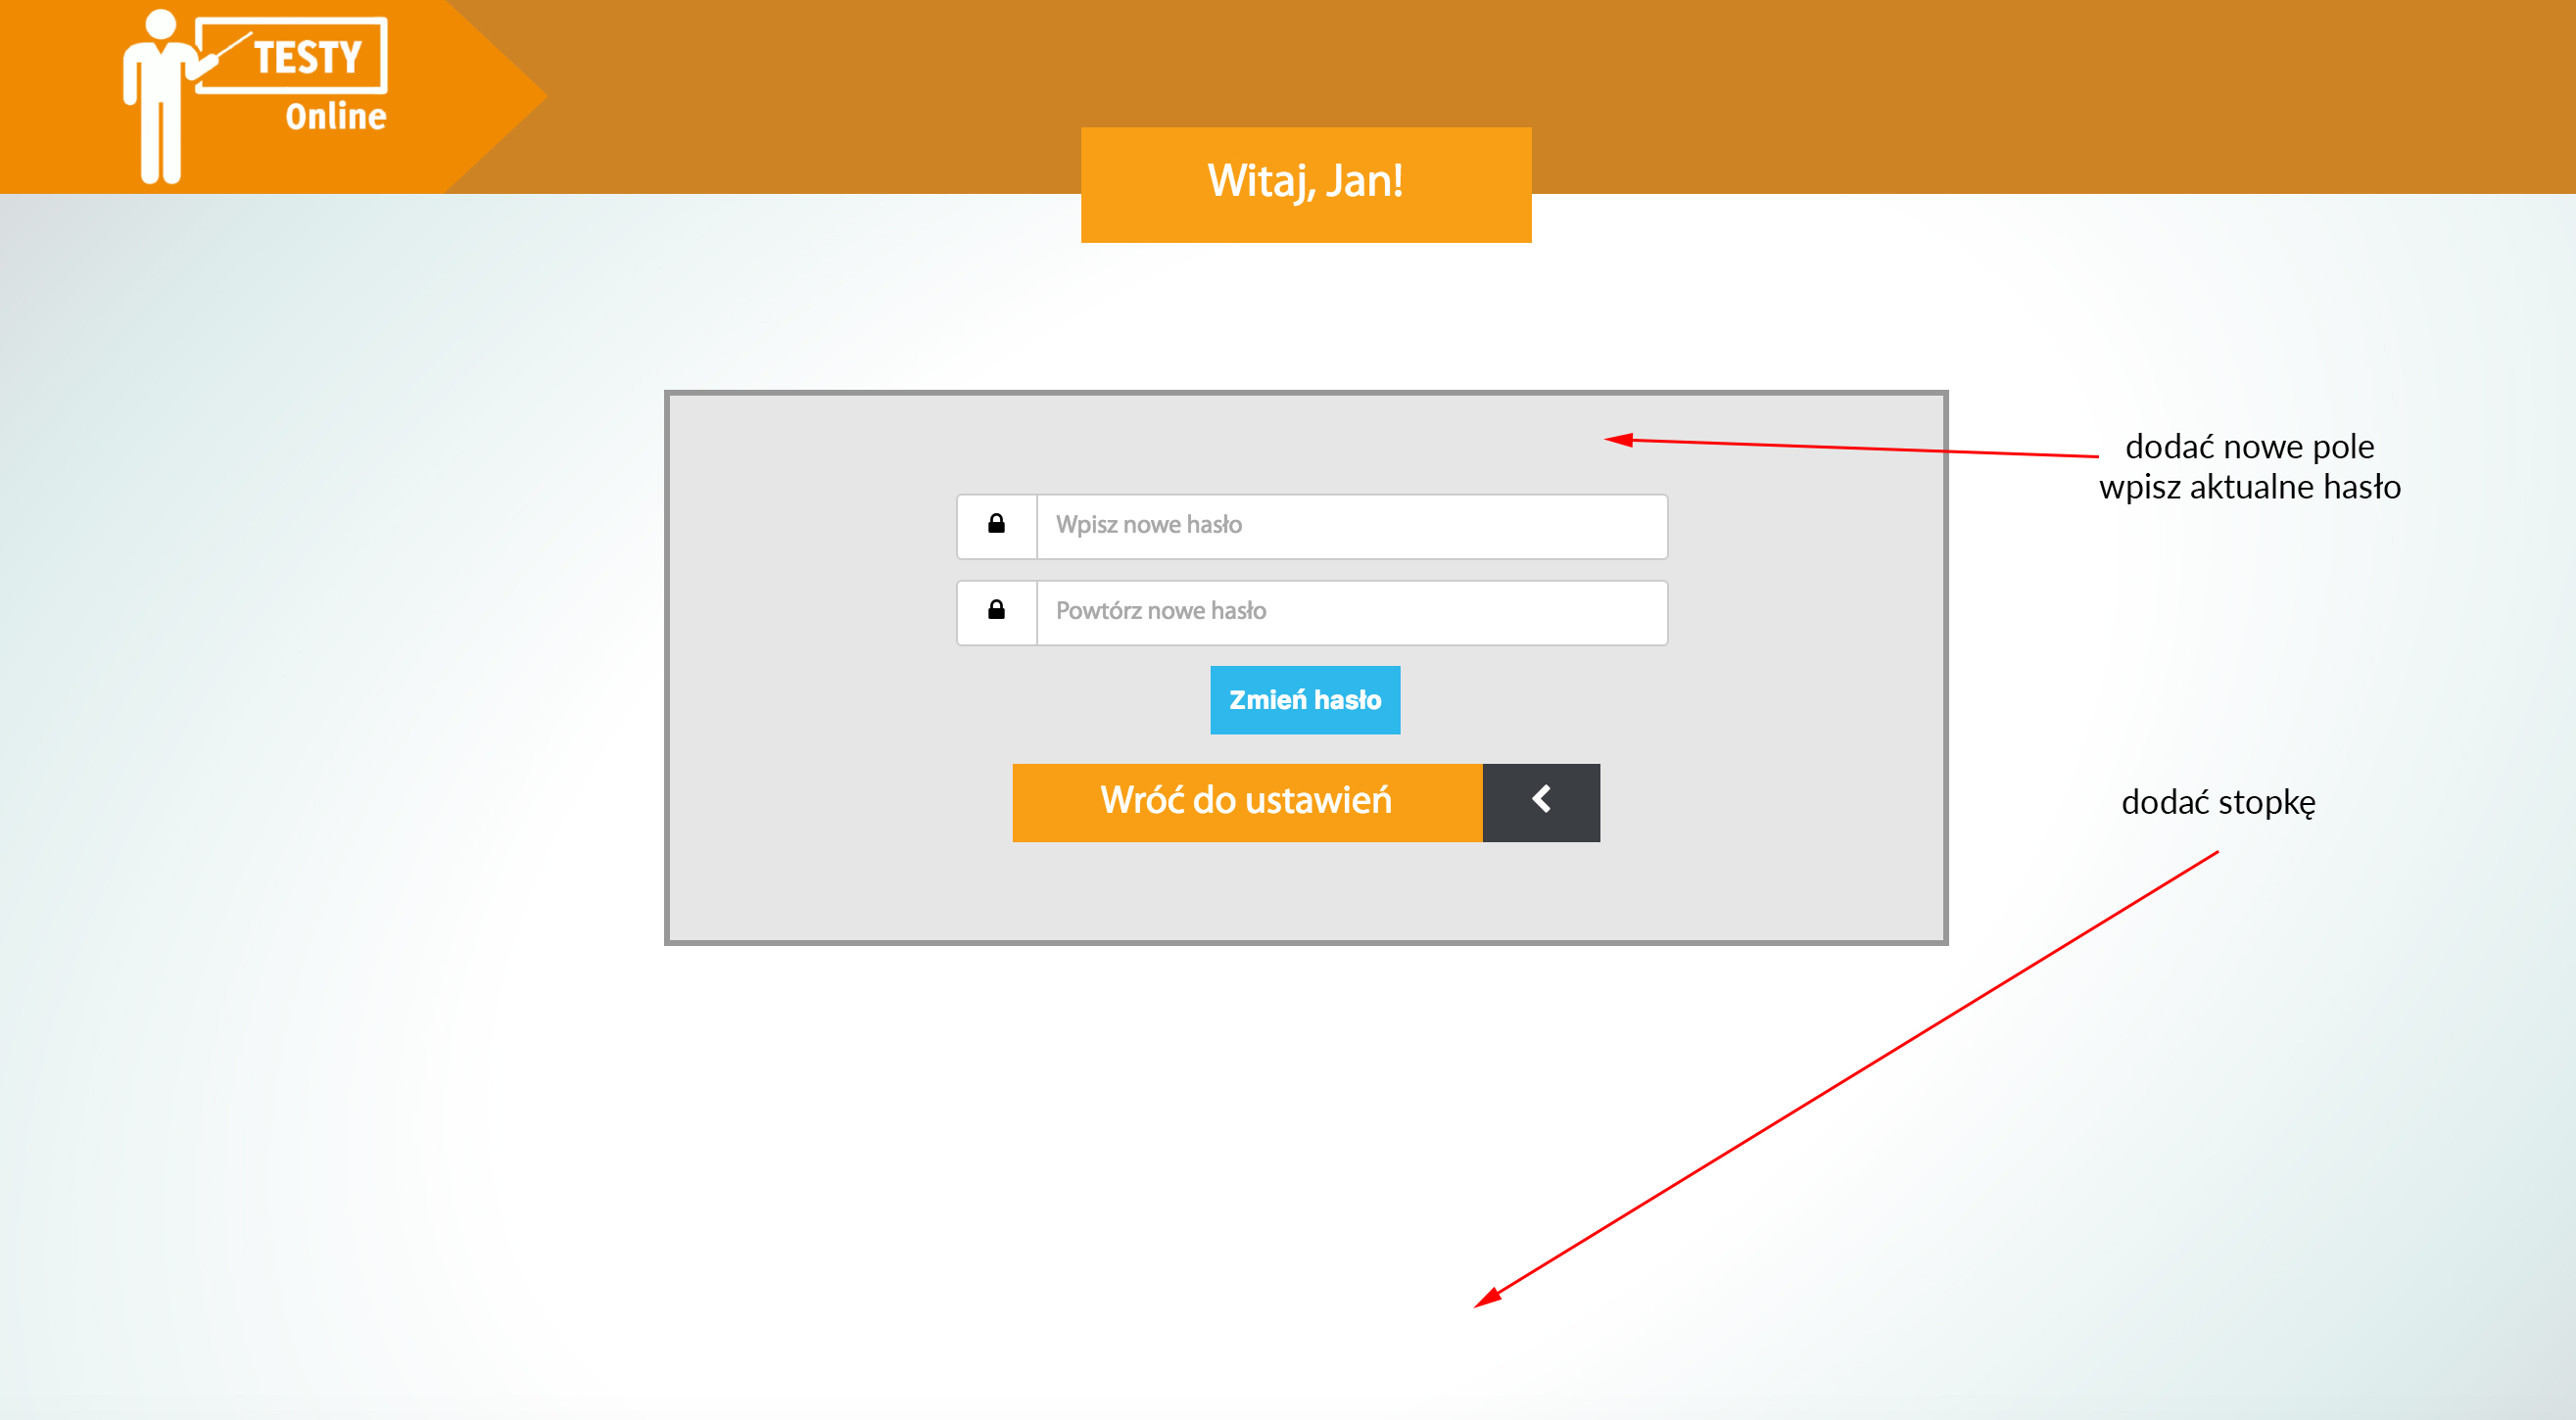 TESTY
Online
Witaj, Jan!
dodać nowe pole
wpisz aktualne hasło
Wpisz nowe hasło
Powtórz nowe hasło
Zmień hasło
Wróć do ustawień
dodać stopkę